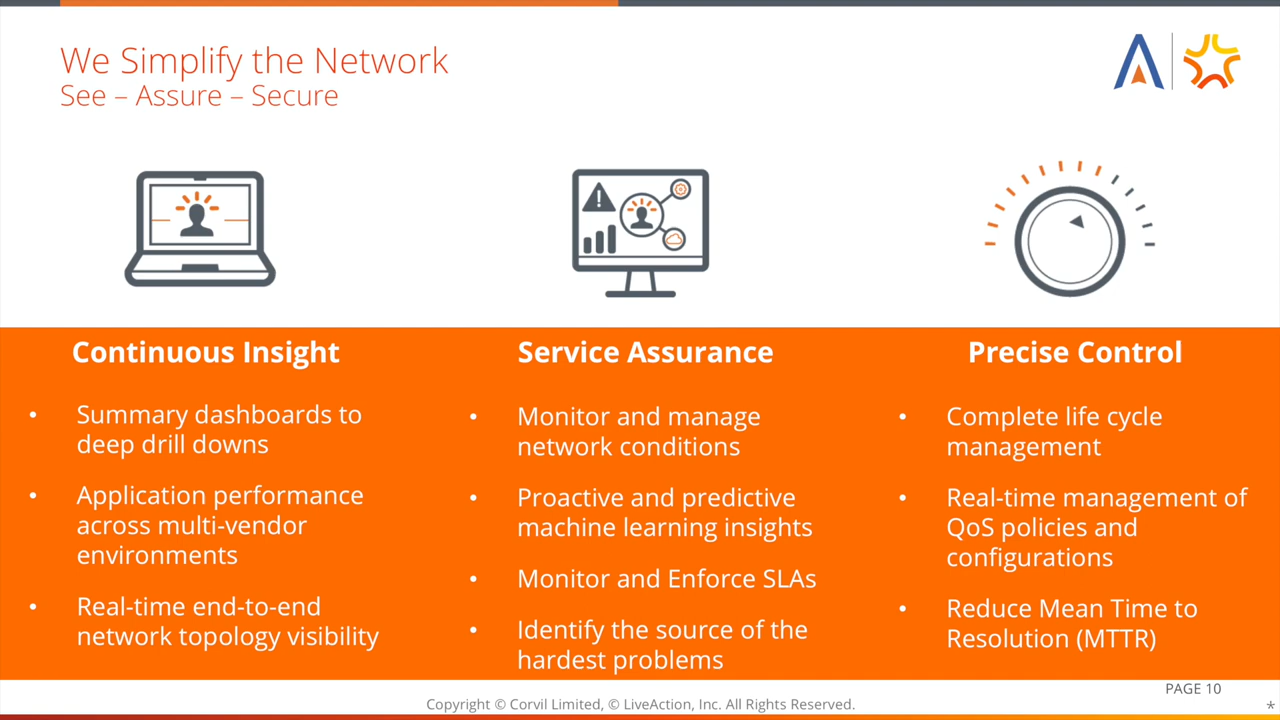 We Simplify the Network
See – Assure – Secure
Continuous Insight
• Summary dashboards to
deep drill downs
• Application performance
across multi-vendor
environments
• Real-time end-to-end
network topology visibility
Service Assurance
• Monitor and manage
network conditions
• Proactive and predictive
machine learning insights
• Monitor and Enforce SLAs
• Identify the source of the
hardest problems
Precise Control
• Complete life cycle
management
• Real-time management of
QoS policies and
configurations
• Reduce Mean Time to
Resolution (MTTR)
PAGE 10
Copyright © Corvil Limited, © LiveAction, Inc. All Rights Reserved.
*